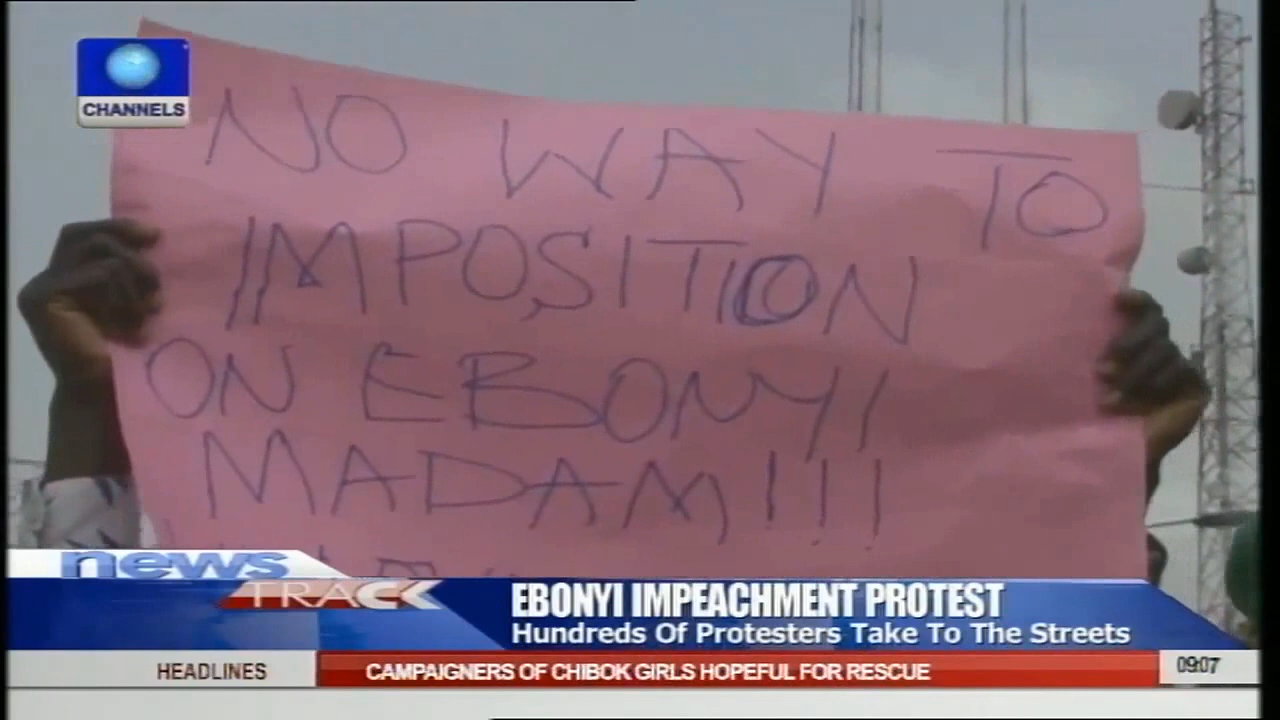 CHANNELS
NO WAY TO
IMPOSITION
ON EBONYI
MADAM!!!
news
TRACK
EBONYI IMPEACHMENT PROTEST
Hundreds Of Protesters Take To The Streets
HEADLINES
CAMPAIGNERS OF CHIBOK GIRLS HOPEFUL FOR RESCUE
09:07